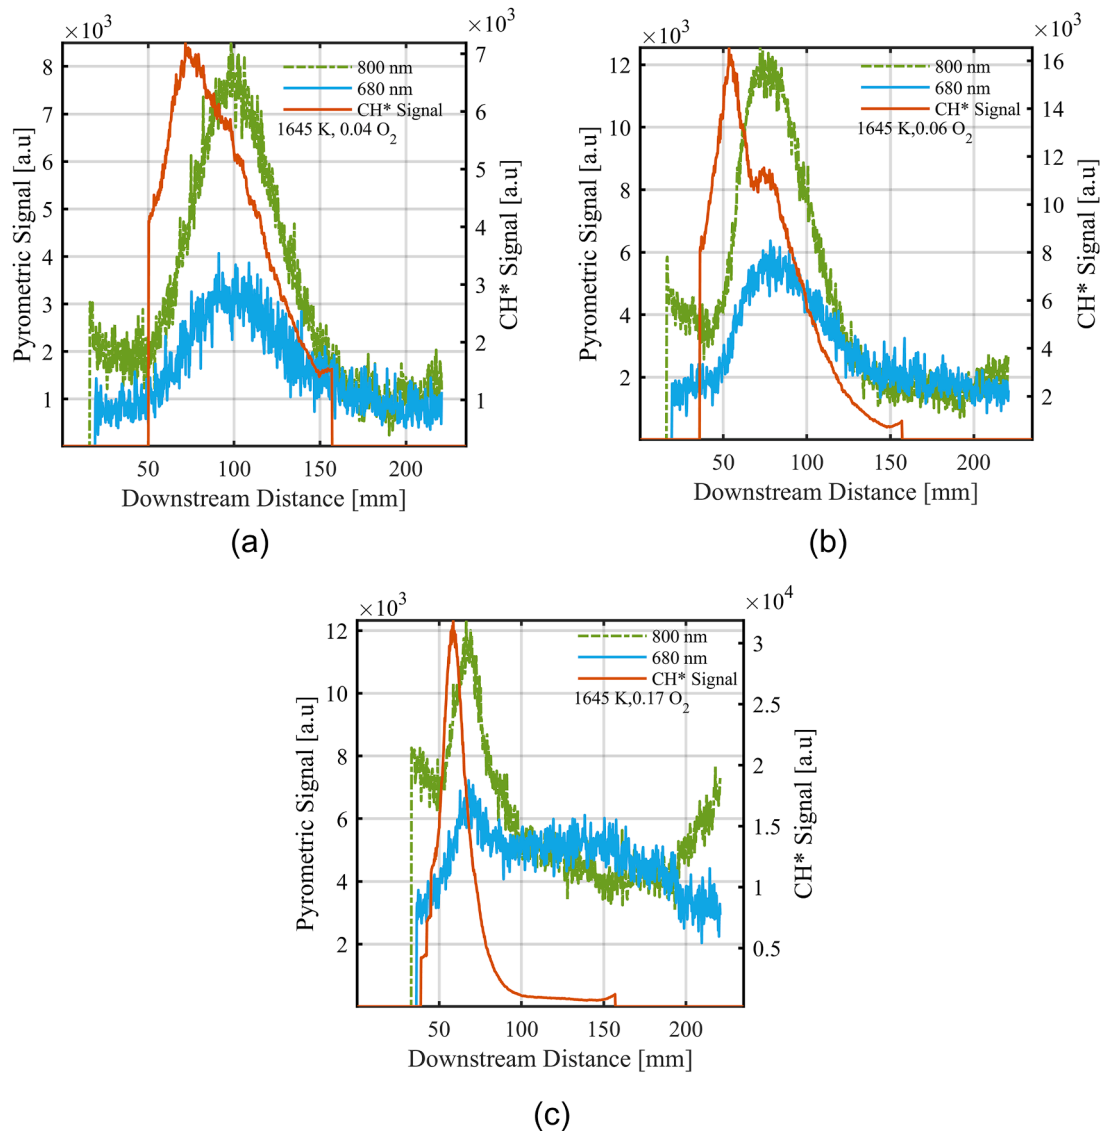 ×10³
×10³
8
7
6
5
4
3
2
1
Pyrometric Signal [a.u]
7
6
5
4
3
2
1
CH* Signal [a.u]
800 nm
680 nm
CH* Signal
1645 K, 0.04 O₂
50 100 150 200
Downstream Distance [mm]
(a)
×10³
×10³
12
10
8
6
4
2
Pyrometric Signal [a.u]
16
14
12
10
8
6
4
2
CH* Signal [a.u]
800 nm
680 nm
CH* Signal
1645 K,0.06 O₂
50 100 150 200
Downstream Distance [mm]
(b)
×10³
×10⁴
12
10
8
6
4
2
Pyrometric Signal [a.u]
3
2.5
2
1.5
1
0.5
CH* Signal [a.u]
800 nm
680 nm
CH* Signal
1645 K,0.17 O₂
50 100 150 200
Downstream Distance [mm]
(c)